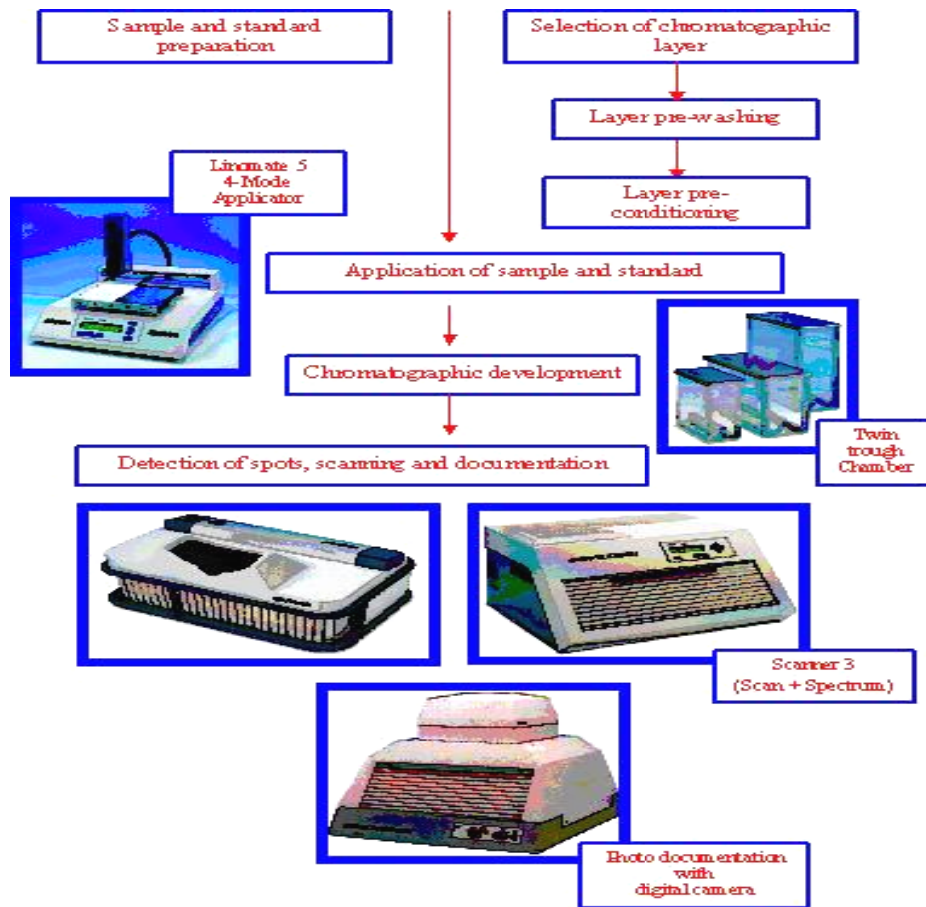 Sample and standard
preparation
Selection of chromatographic
layer
Layer pre-washing
Layer pre-
conditioning
Linomate 5
4-Mode
Applicator
Application of sample and standard
Chromatographic development
Twin
trough
Chamber
Detection of spots, scanning and documentation
Scanner 3
(Scan + Spectrum)
Photo documentation
with
digital camera